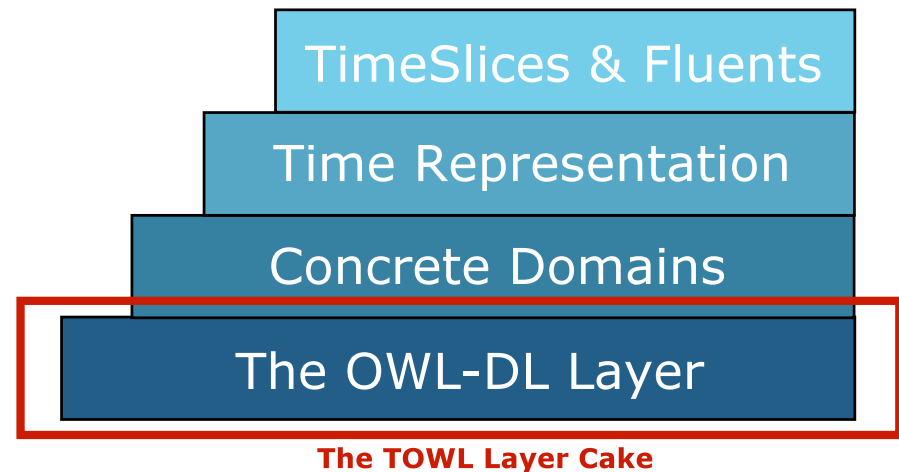 TimeSlices & Fluents
Time Representation
Concrete Domains
The OWL-DL Layer
The TOWL Layer Cake